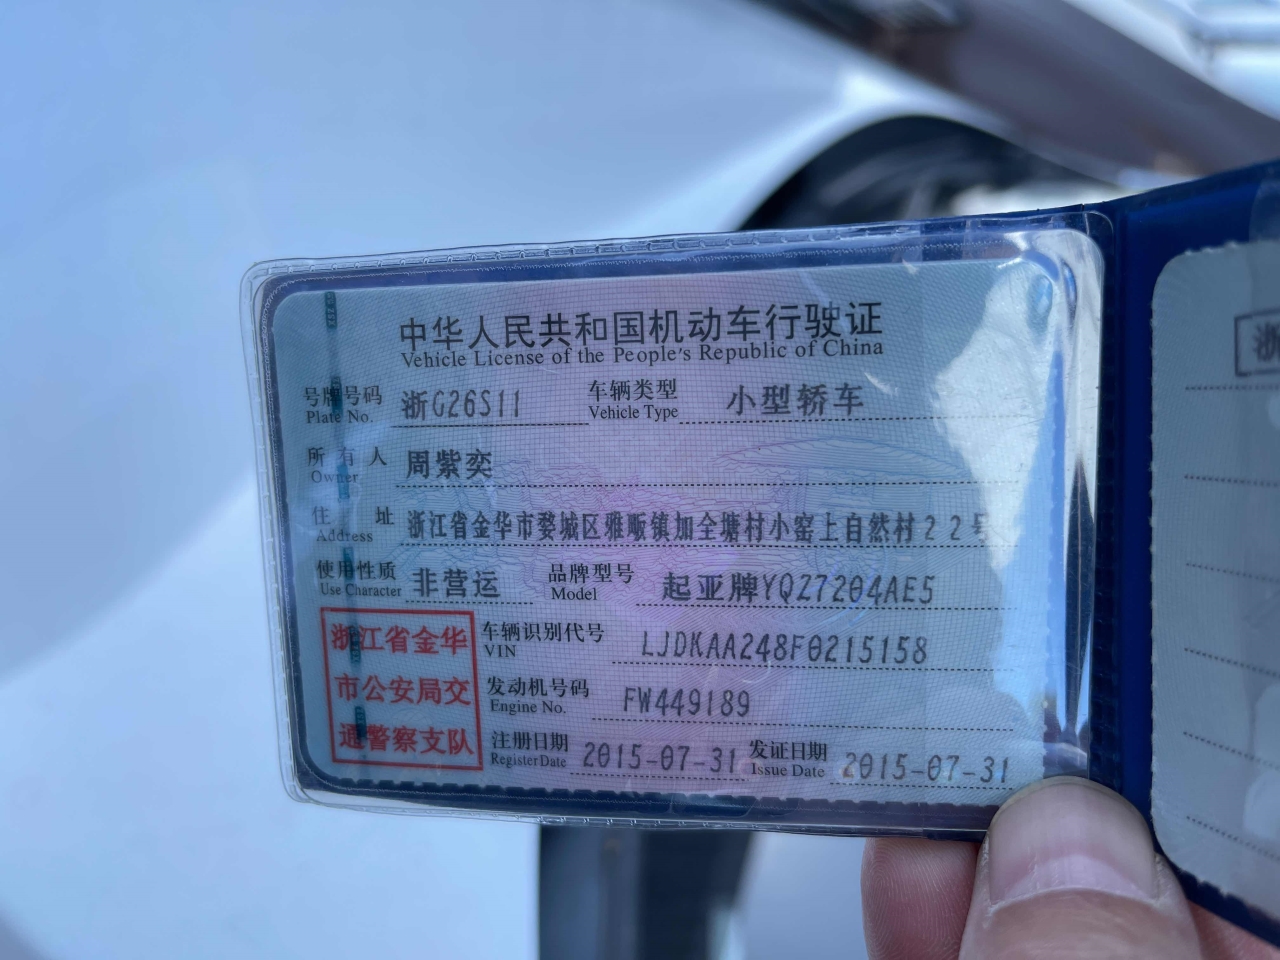 中华人民共和国机动车行驶证
Vehicle License of the People's Republic of China
号牌号码 浙G26S11 车辆类型 小型轿车
Plate No. Vehicle Type
所有人 周紫奕
Owner
住址 浙江省金华市婺城区雅畈镇加全塘村小窑上自然村22号
Address
使用性质 非营运 品牌型号 起亚牌YQZ7204AE5
Use Character Model
浙江省金华
市公安局交
通警察支队
车辆识别代号 LJDKAA248F0215158
VIN
发动机号码 FW449189
Engine No.
注册日期 2015-07-31 发证日期 2015-07-31
Register Date Issue Date
浙